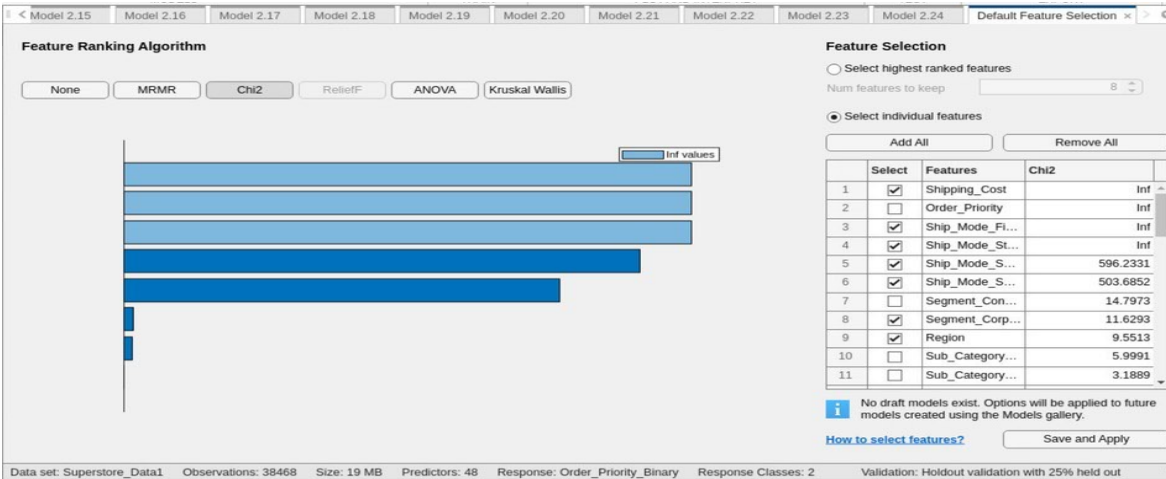 Model 2.15 Model 2.16 Model 2.17 Model 2.18 Model 2.19 Model 2.20 Model 2.21 Model 2.22 Model 2.23 Model 2.24 Default Feature Selection
Feature Ranking Algorithm
None MRMR Chi2 ReliefF ANOVA Kruskal Wallis
Inf values
Feature Selection
Select highest ranked features
Num features to keep 8
Select individual features
Add All Remove All
Select Features Chi2
1 Shipping_Cost Inf
2 Order_Priority Inf
3 Ship_Mode_Fi... Inf
4 Ship_Mode_St... Inf
5 Ship_Mode_S... 596.2331
6 Ship_Mode_S... 503.6852
7 Segment_Con... 14.7973
8 Segment_Corp... 11.6293
9 Region 9.5513
10 Sub_Category... 5.9991
11 Sub_Category... 3.1889
No draft models exist. Options will be applied to future
models created using the Models gallery.
How to select features? Save and Apply
Data set: Superstore_Data1 Observations: 38468 Size: 19 MB Predictors: 48 Response: Order_Priority_Binary Response Classes: 2 Validation: Holdout validation with 25% held out